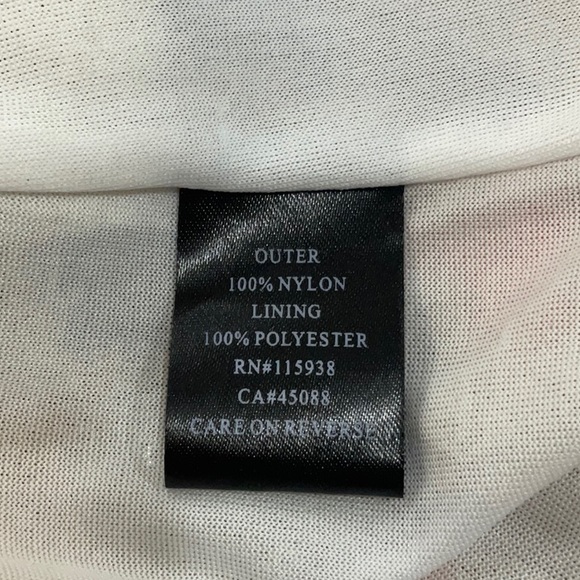 OUTER
100% NYLON
LINING
100% POLYESTER
RN#115938
CA#45088
CARE ON REVERSE